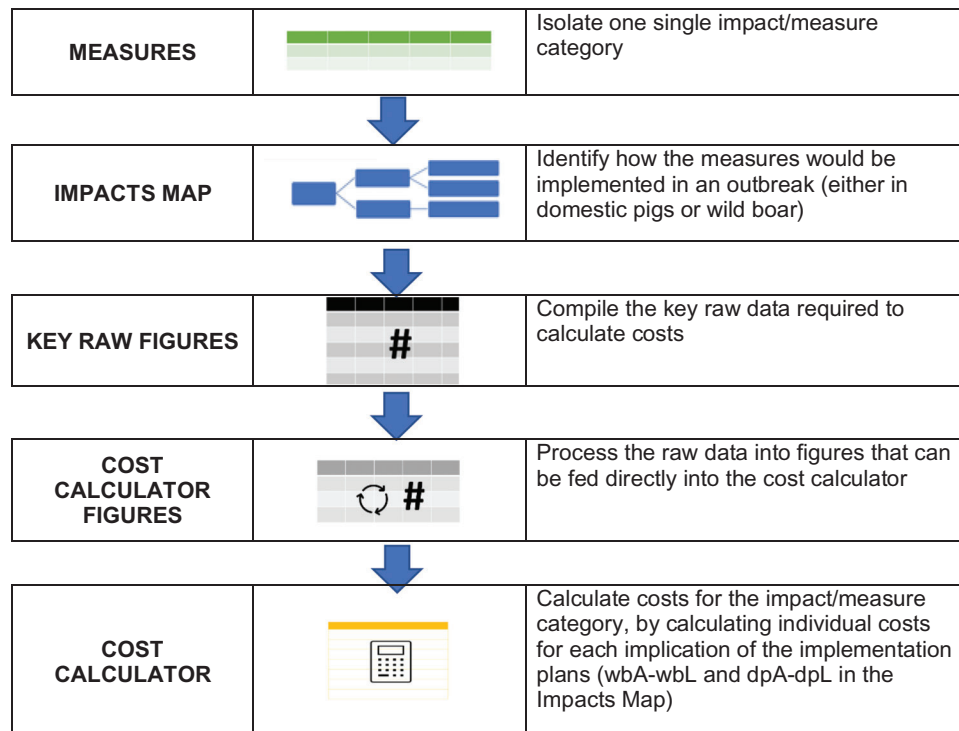 MEASURES
Isolate one single impact/measure
category
IMPACTS MAP
Identify how the measures would be
implemented in an outbreak (either in
domestic pigs or wild boar)
KEY RAW FIGURES
#
Compile the key raw data required to
calculate costs
COST
CALCULATOR
FIGURES
#
Process the raw data into figures that can
be fed directly into the cost calculator
COST
CALCULATOR
Calculate costs for the impact/measure
category, by calculating individual costs
for each implication of the implementation
plans (wbA-wbL and dpA-dpL in the
Impacts Map)